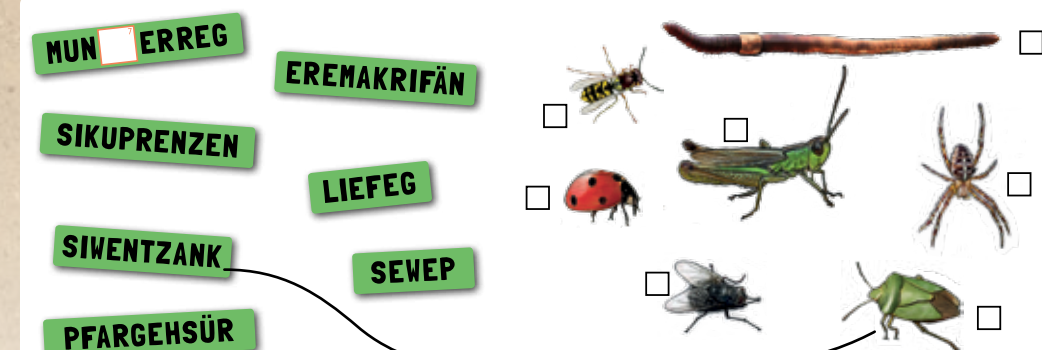 MUN ERREG
EREMAKRIFÄN
SIKUPRENZEN
LIEFEG
SIWENTZANK
SEWEP
PFARGEHSÜR